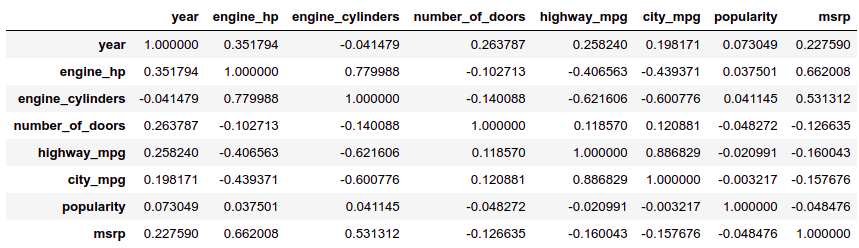 year engine_hp engine_cylinders number_of_doors highway_mpg city_mpg popularity msrp
year 1.000000 0.351794 -0.041479 0.263787 0.258240 0.198171 0.073049 0.227590
engine_hp 0.351794 1.000000 0.779988 -0.102713 -0.406563 -0.439371 0.037501 0.662008
engine_cylinders -0.041479 0.779988 1.000000 -0.140088 -0.621606 -0.600776 0.041145 0.531312
number_of_doors 0.263787 -0.102713 -0.140088 1.000000 0.118570 0.120881 -0.048272 -0.126635
highway_mpg 0.258240 -0.406563 -0.621606 0.118570 1.000000 0.886829 -0.020991 -0.160043
city_mpg 0.198171 -0.439371 -0.600776 0.120881 0.886829 1.000000 -0.003217 -0.157676
popularity 0.073049 0.037501 0.041145 -0.048272 -0.020991 -0.003217 1.000000 -0.048476
msrp 0.227590 0.662008 0.531312 -0.126635 -0.160043 -0.157676 -0.048476 1.000000